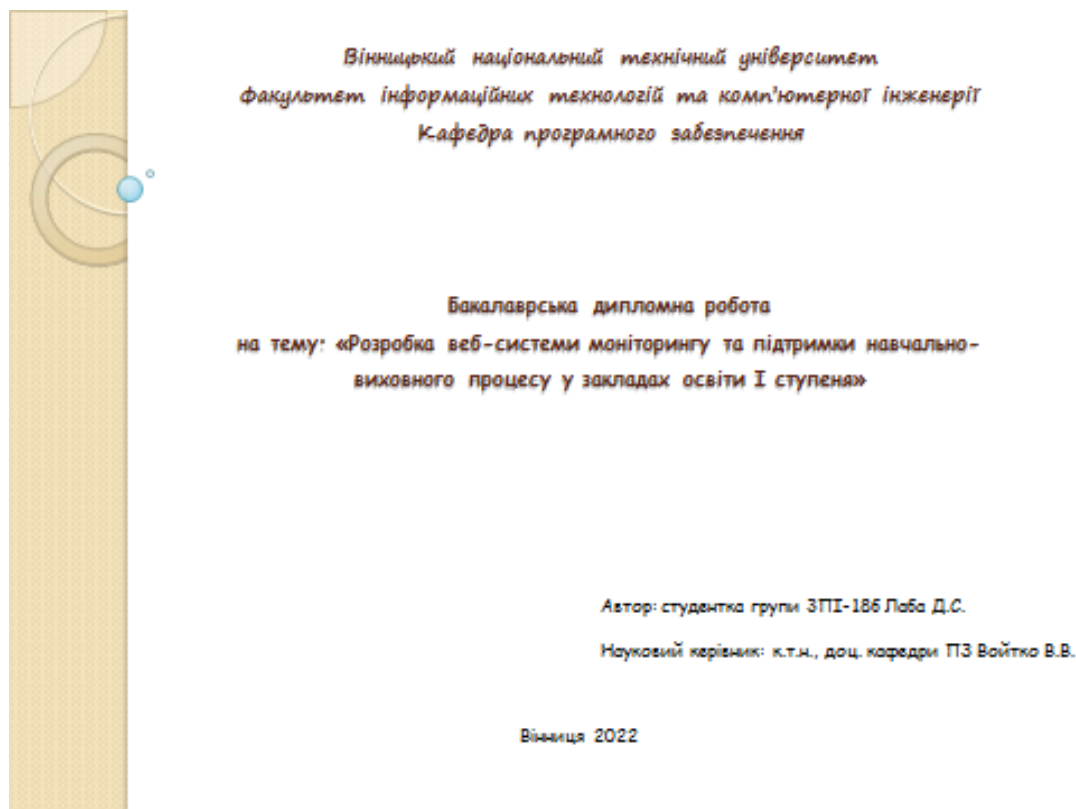 Вінницький національний технічний університет
Факультет інформаційних технологій та комп'ютерної інженерії
Кафедра програмного забезпечення
Бакалаврська дипломна робота
на тему: «Розробка веб-системи моніторингу та підтримки навчально-
виховного процесу у закладах освіти І ступеня»
Автор: студентка групи ЗПІ-18б Лаба Д.С.
Науковий керівник: к.т.н., доц. кафедри ПЗ Войтко В.В.
Вінниця 2022